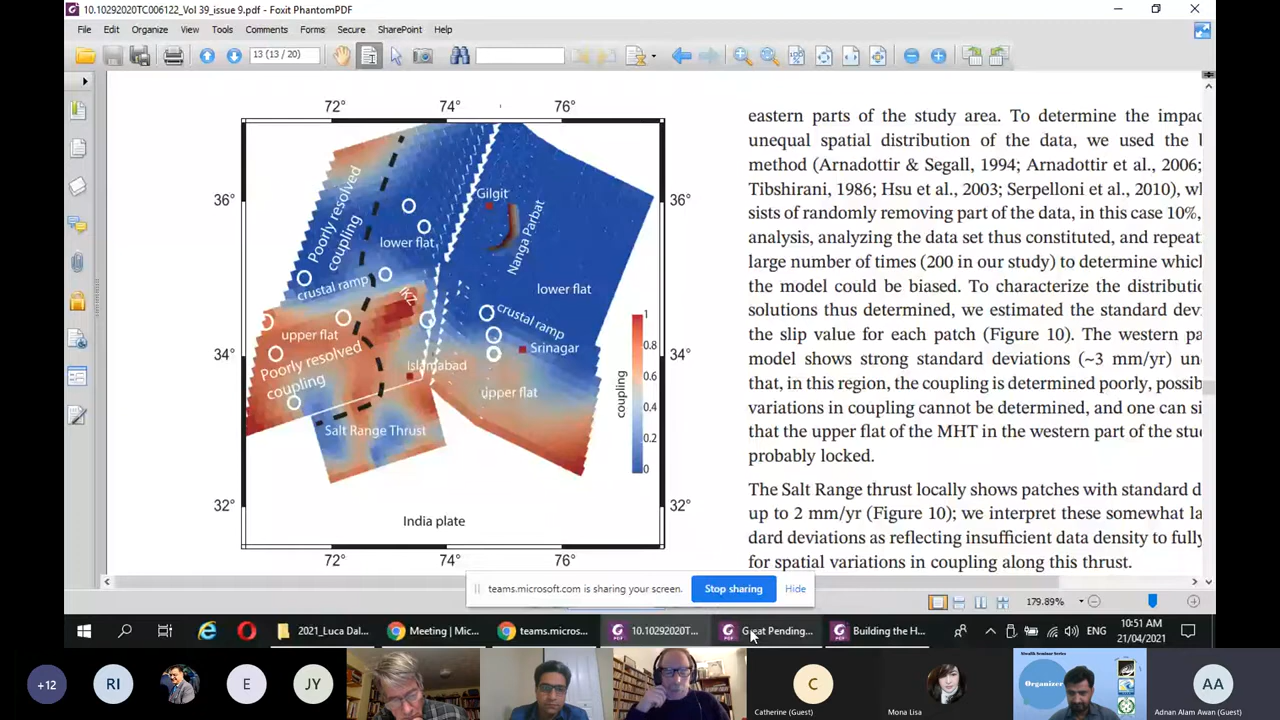 10.10292020TC006122_Vol 39_issue 9.pdf - Foxit PhantomPDF
File Edit Organize View Tools Comments Forms Secure SharePoint Help
13 (13 / 20)
72° 74° 76°
36° 36°
34° 34°
32° 32°
72° 74° 76°
Poorly resolved
coupling
lower flat
Gilgit
Nanga Parbat
crustal ramp
IKZ
lower flat
upper flat
crustal ramp
Srinagar
Poorly resolved
coupling
Islamabad
upper flat
Salt Range Thrust
India plate
coupling
1
0.8
0.6
0.4
0.2
0
eastern parts of the study area. To determine the impac
unequal spatial distribution of the data, we used the
method (Arnadottir & Segall, 1994; Arnadottir et al., 2006;
Tibshirani, 1986; Hsu et al., 2003; Serpelloni et al., 2010), wh
sists of randomly removing part of the data, in this case 10%,
analysis, analyzing the data set thus constituted, and repeati
large number of times (200 in our study) to determine which
the model could be biased. To characterize the distributio
solutions thus determined, we estimated the standard dev
the slip value for each patch (Figure 10). The western pa
model shows strong standard deviations (~3 mm/yr) un
that, in this region, the coupling is determined poorly, possib
variations in coupling cannot be determined, and one can si
that the upper flat of the MHT in the western part of the stu
probably locked.
The Salt Range thrust locally shows patches with standard d
up to 2 mm/yr (Figure 10); we interpret these somewhat la
dard deviations as reflecting insufficient data density to fully
for spatial variations in coupling along this thrust.
teams.microsoft.com is sharing your screen. Stop sharing Hide
179.89%
2021_Luca Dal... Meeting | Mic... teams.micros... 10.10292020T... Great Pending... Building the H... ENG
10:51 AM
21/04/2021
+12 RI E JY C AA
Organizer
Catherine (Guest) Mona Lisa Adnan Alam Awan (Guest)